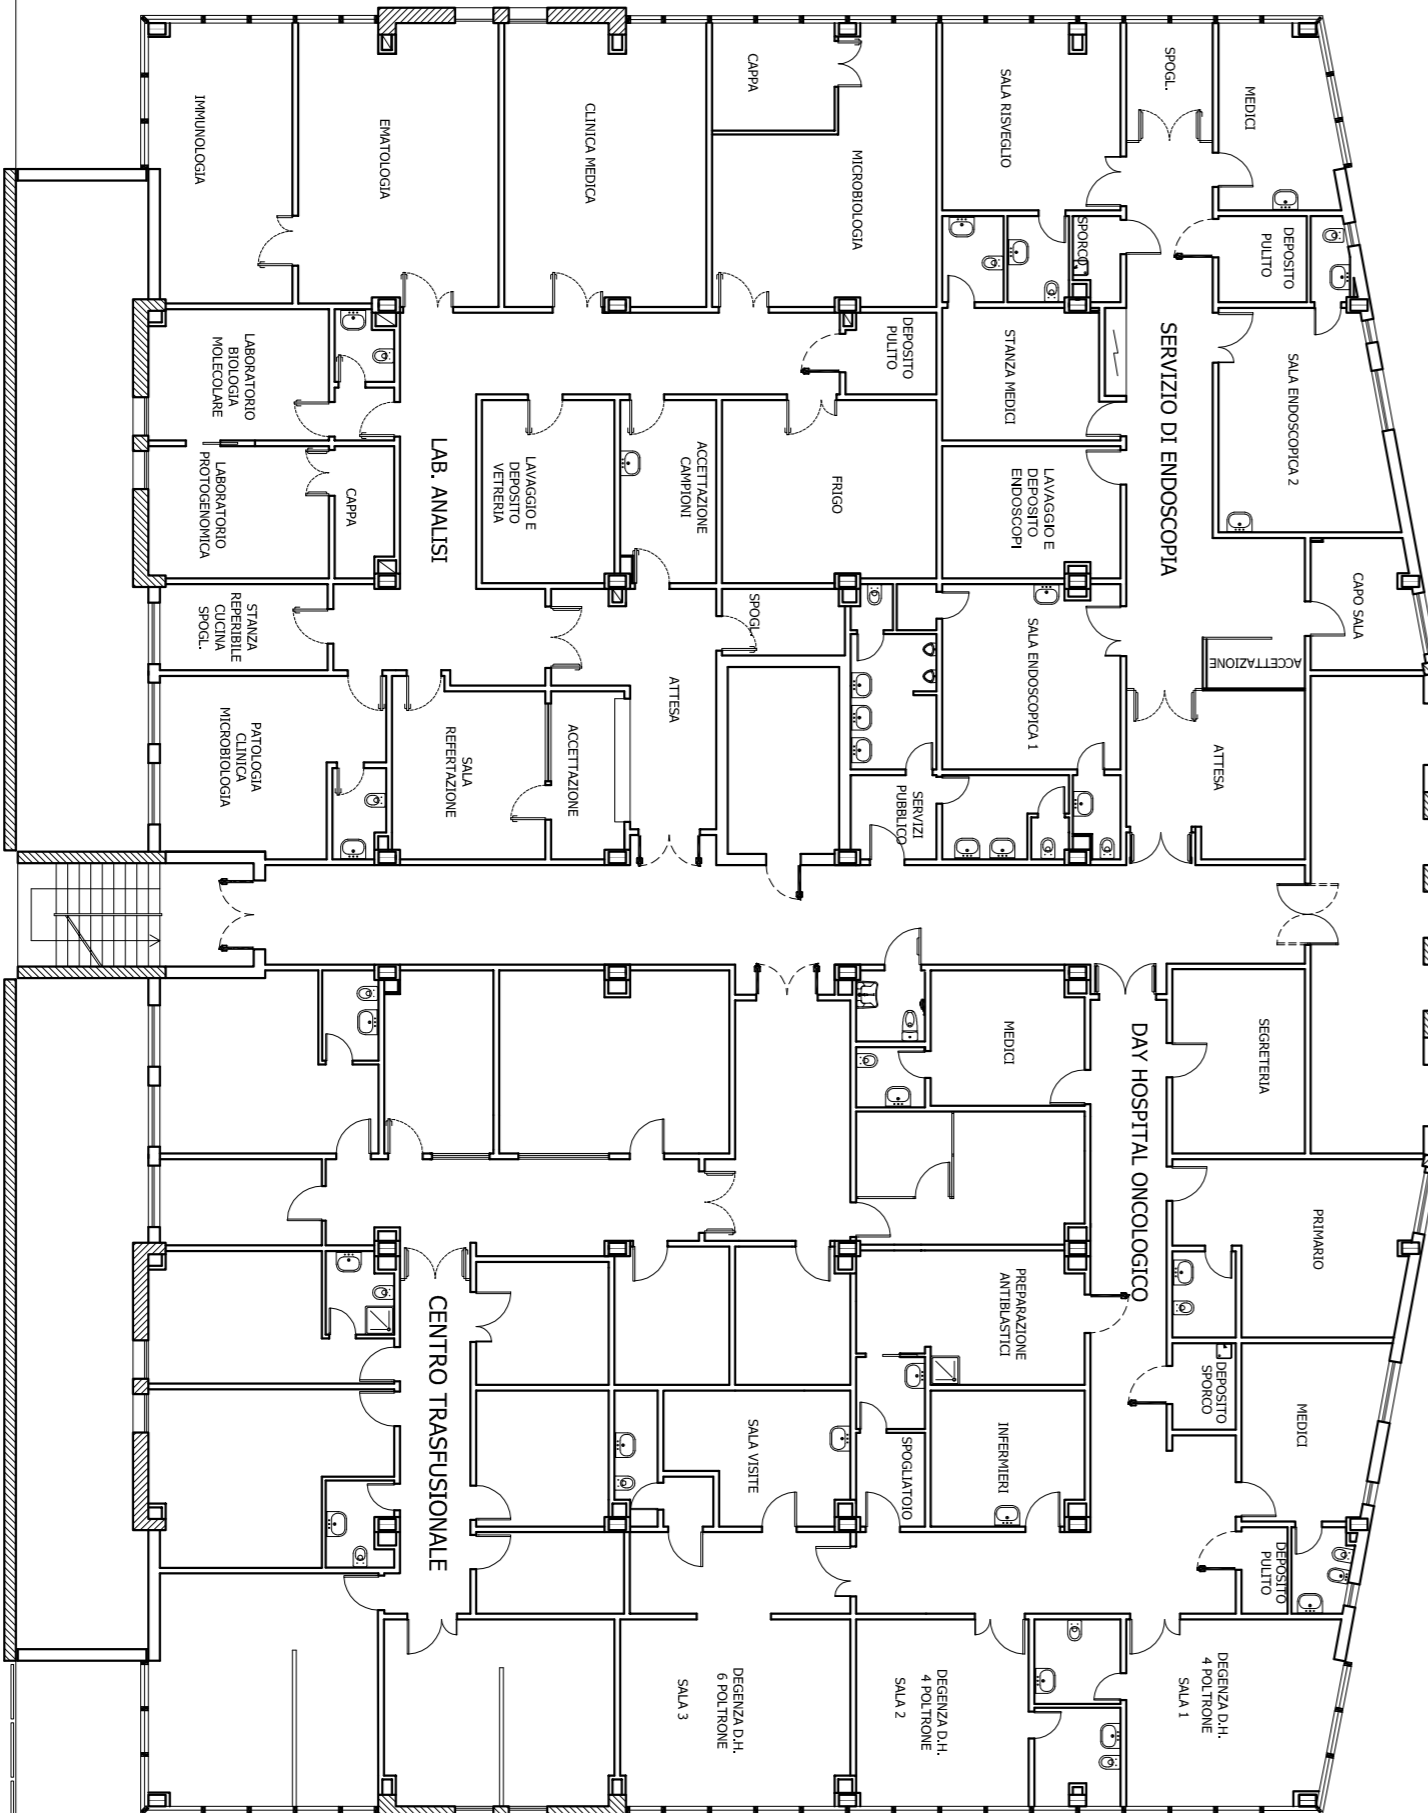 IMMUNOLOGIA
EMATOLOGIA
CLINICA MEDICA
CAPPA
MICROBIOLOGIA
SALA RISVEGLIO
SPOGL.
MEDICI
SPORCO
DEPOSITO
PULITO
LABORATORIO
BIOLOGIA
MOLECOLARE
DEPOSITO
PULITO
STANZA MEDICI
SERVIZIO DI ENDOSCOPIA
SALA ENDOSCOPICA 2
LABORATORIO
PROTOGENOMICA
CAPPA
LAB. ANALISI
LAVAGGIO E
DEPOSITO
VETRERIA
ACCETTAZIONE
CAMPIONI
FRIGO
LAVAGGIO E
DEPOSITO
ENDOSCOPI
CAPO SALA
STANZA
REPERIBILE
CUCINA
SPOGL.
SPOGL.
SALA ENDOSCOPICA 1
ACCETTAZIONE
PATOLOGIA
CLINICA
MICROBIOLOGIA
SALA
REFERTAZIONE
ACCETTAZIONE
ATTESA
SERVIZI
PUBBLICO
ATTESA
MEDICI
DAY HOSPITAL ONCOLOGICO
SEGRETERIA
PRIMARIO
CENTRO TRASFUSIONALE
PREPARAZIONE
ANTIBLASTICI
DEPOSITO
SPORCO
MEDICI
SALA VISITE
SPOGLIATOIO
INFERMIERI
DEPOSITO
PULITO
DEGENZA D.H.
6 POLTRONE
SALA 3
DEGENZA D.H.
4 POLTRONE
SALA 2
DEGENZA D.H.
4 POLTRONE
SALA 1